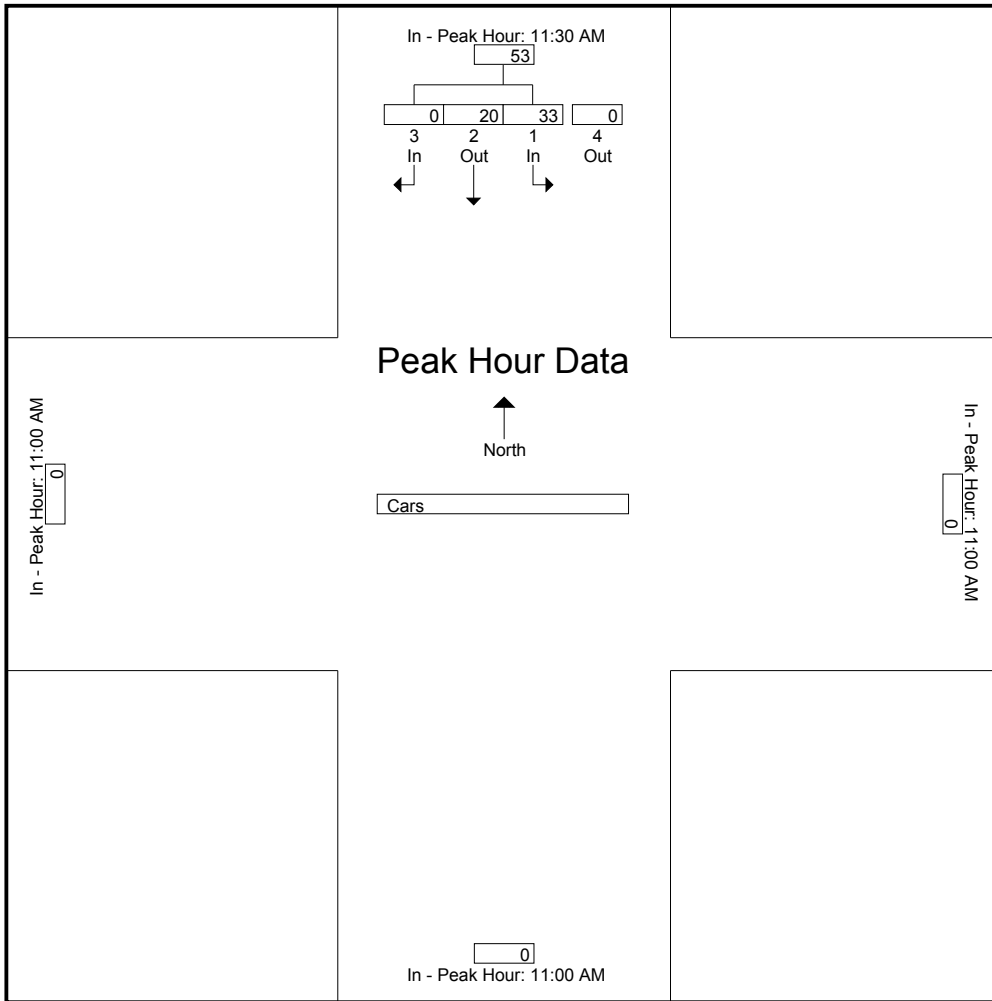 In - Peak Hour: 11:30 AM
53
0 20 33 0
3 2 1 4
In Out In Out
Peak Hour Data
North
In - Peak Hour: 11:00 AM
0
Cars
0
In - Peak Hour: 11:00 AM
0
In - Peak Hour: 11:00 AM